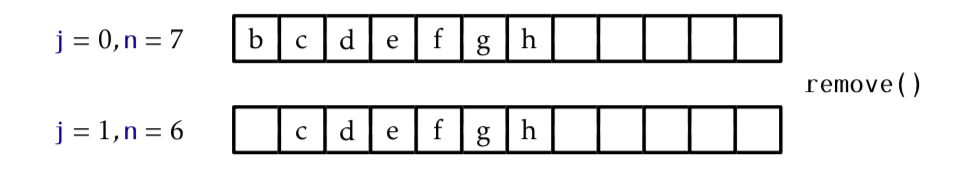 j = 0, n = 7 b c d e f g h
remove()
j = 1, n = 6 c d e f g h